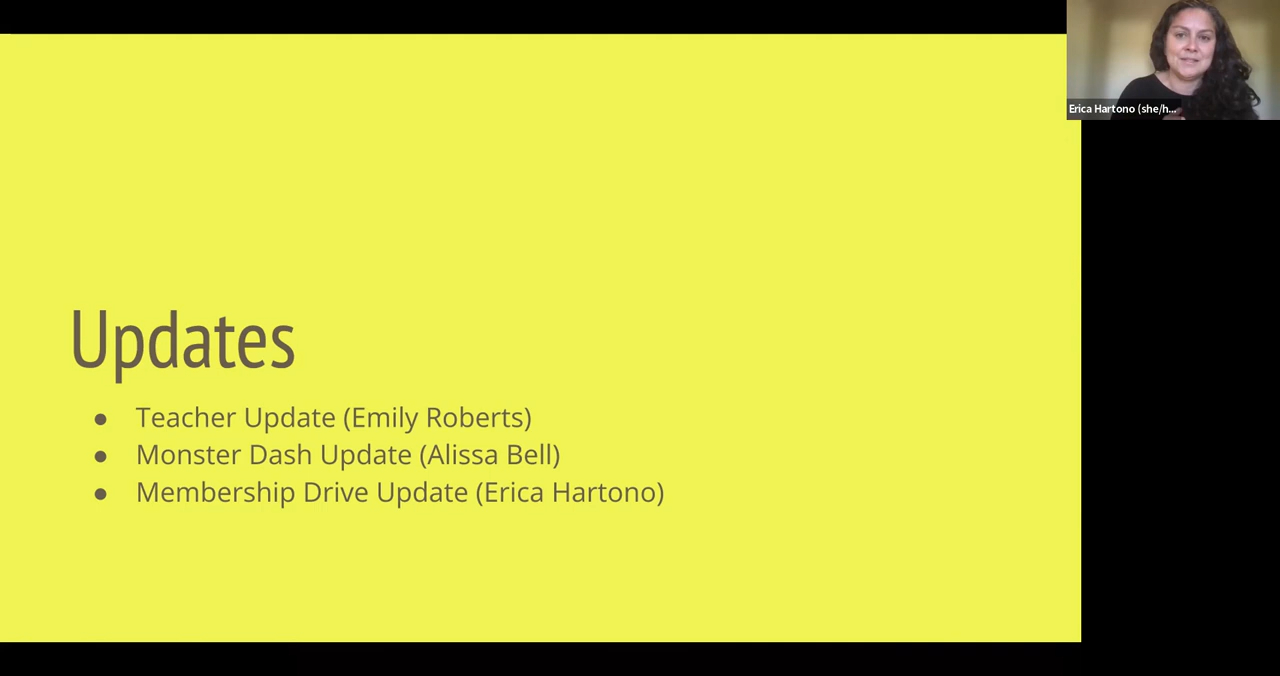 Erica Hartono (she/h...
Updates
● Teacher Update (Emily Roberts)
● Monster Dash Update (Alissa Bell)
● Membership Drive Update (Erica Hartono)